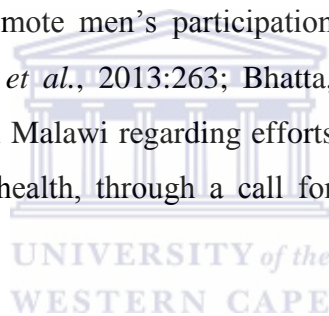 mote men's participation
et al., 2013:263; Bhatta,
Malawi regarding efforts
health, through a call for
UNIVERSITY of the
WESTERN CAPE